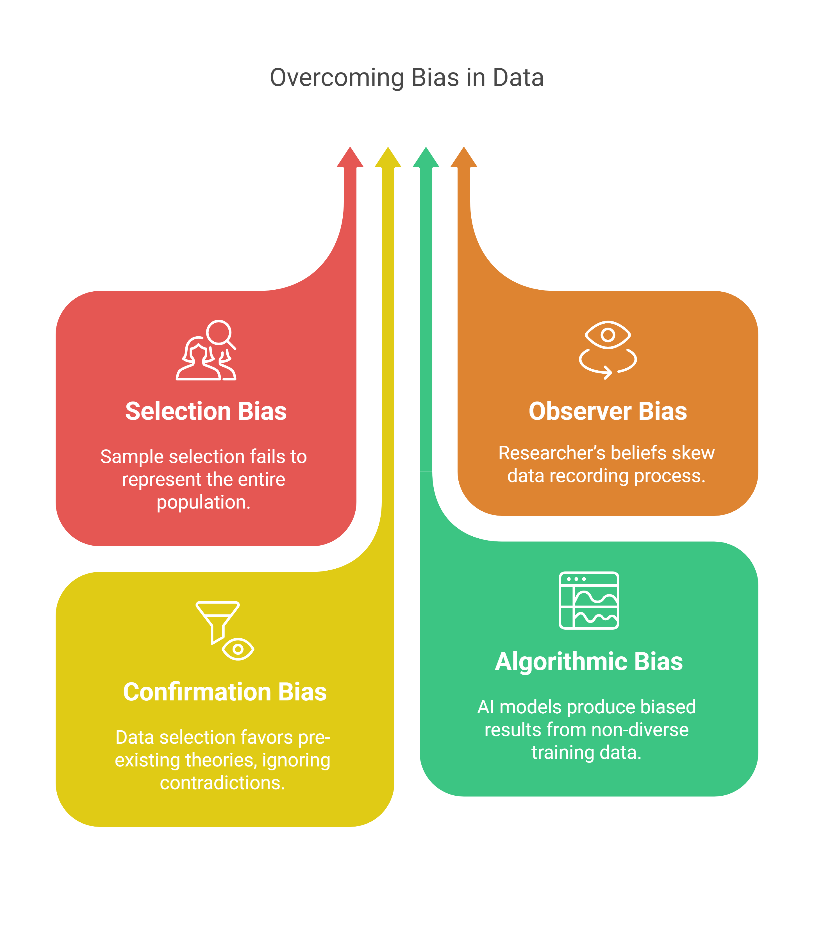 Overcoming Bias in Data
Selection Bias
Sample selection fails to
represent the entire
population.
Observer Bias
Researcher’s beliefs skew
data recording process.
Confirmation Bias
Data selection favors pre-
existing theories, ignoring
contradictions.
Algorithmic Bias
AI models produce biased
results from non-diverse
training data.